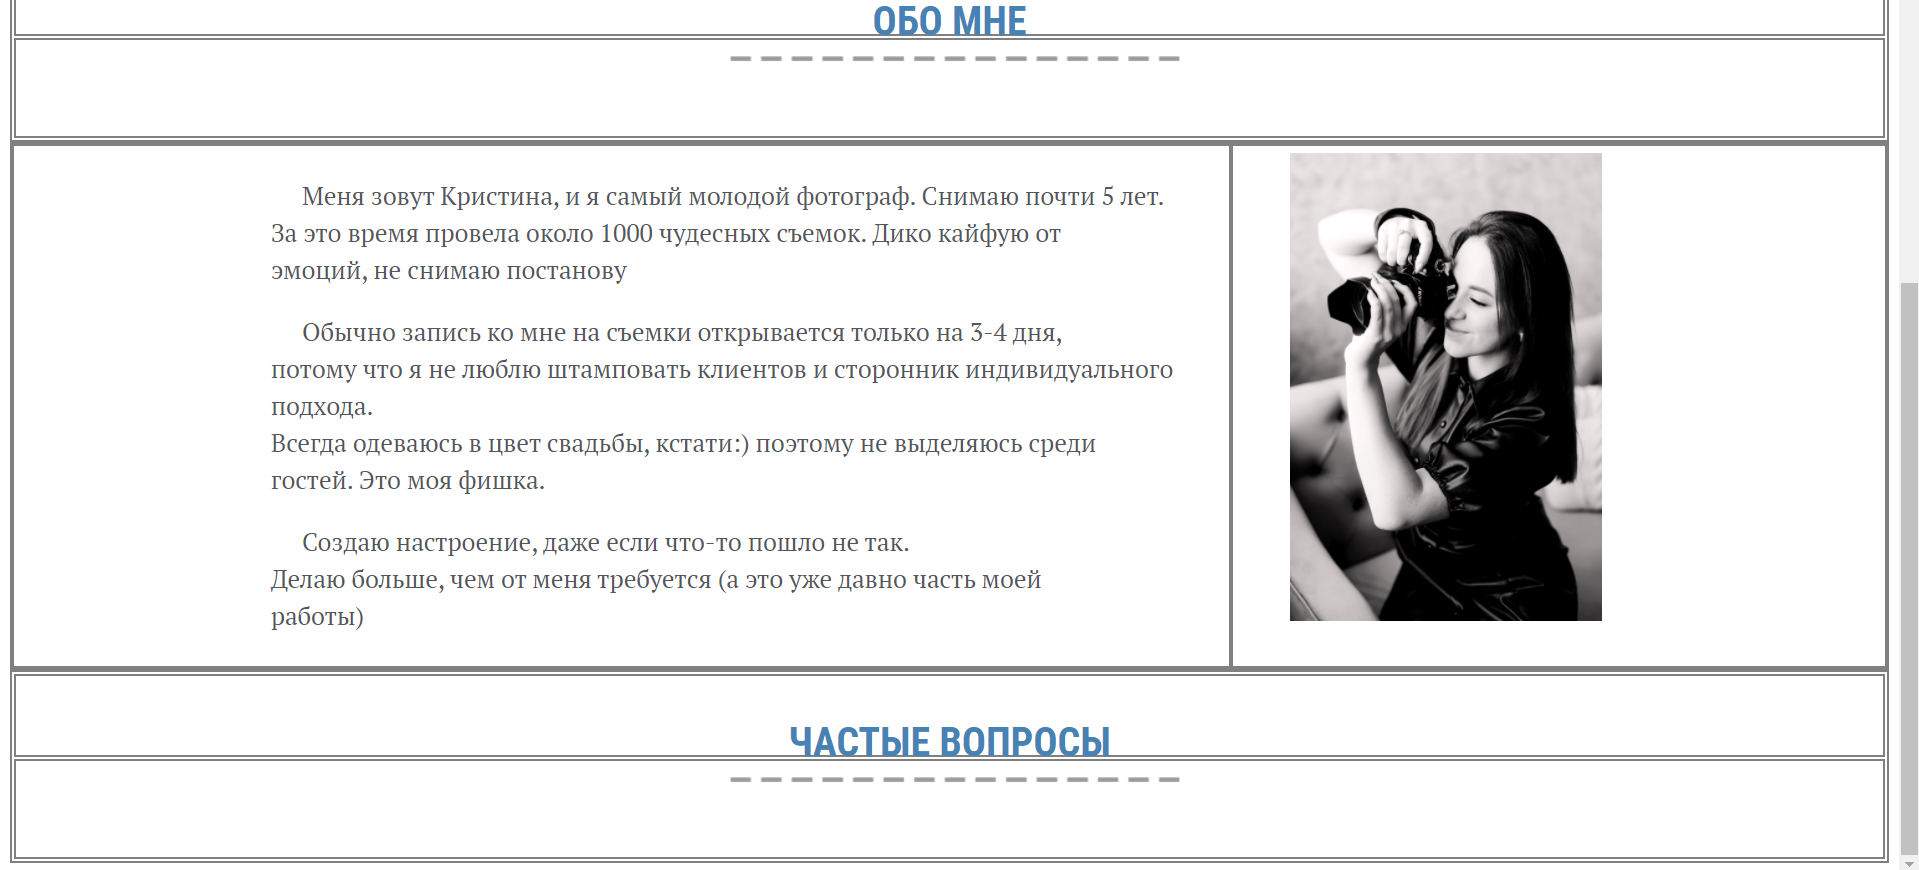 ОБО МНЕ
Меня зовут Кристина, и я самый молодой фотограф. Снимаю почти 5 лет.
За это время провела около 1000 чудесных съемок. Дико кайфую от
эмоций, не снимаю постанову
Обычно запись ко мне на съемки открывается только на 3-4 дня,
потому что я не люблю штамповать клиентов и сторонник индивидуального
подхода.
Всегда одеваюсь в цвет свадьбы, кстати:) поэтому не выделяюсь среди
гостей. Это моя фишка.
Создаю настроение, даже если что-то пошло не так.
Делаю больше, чем от меня требуется (а это уже давно часть моей
работы)
ЧАСТЫЕ ВОПРОСЫ